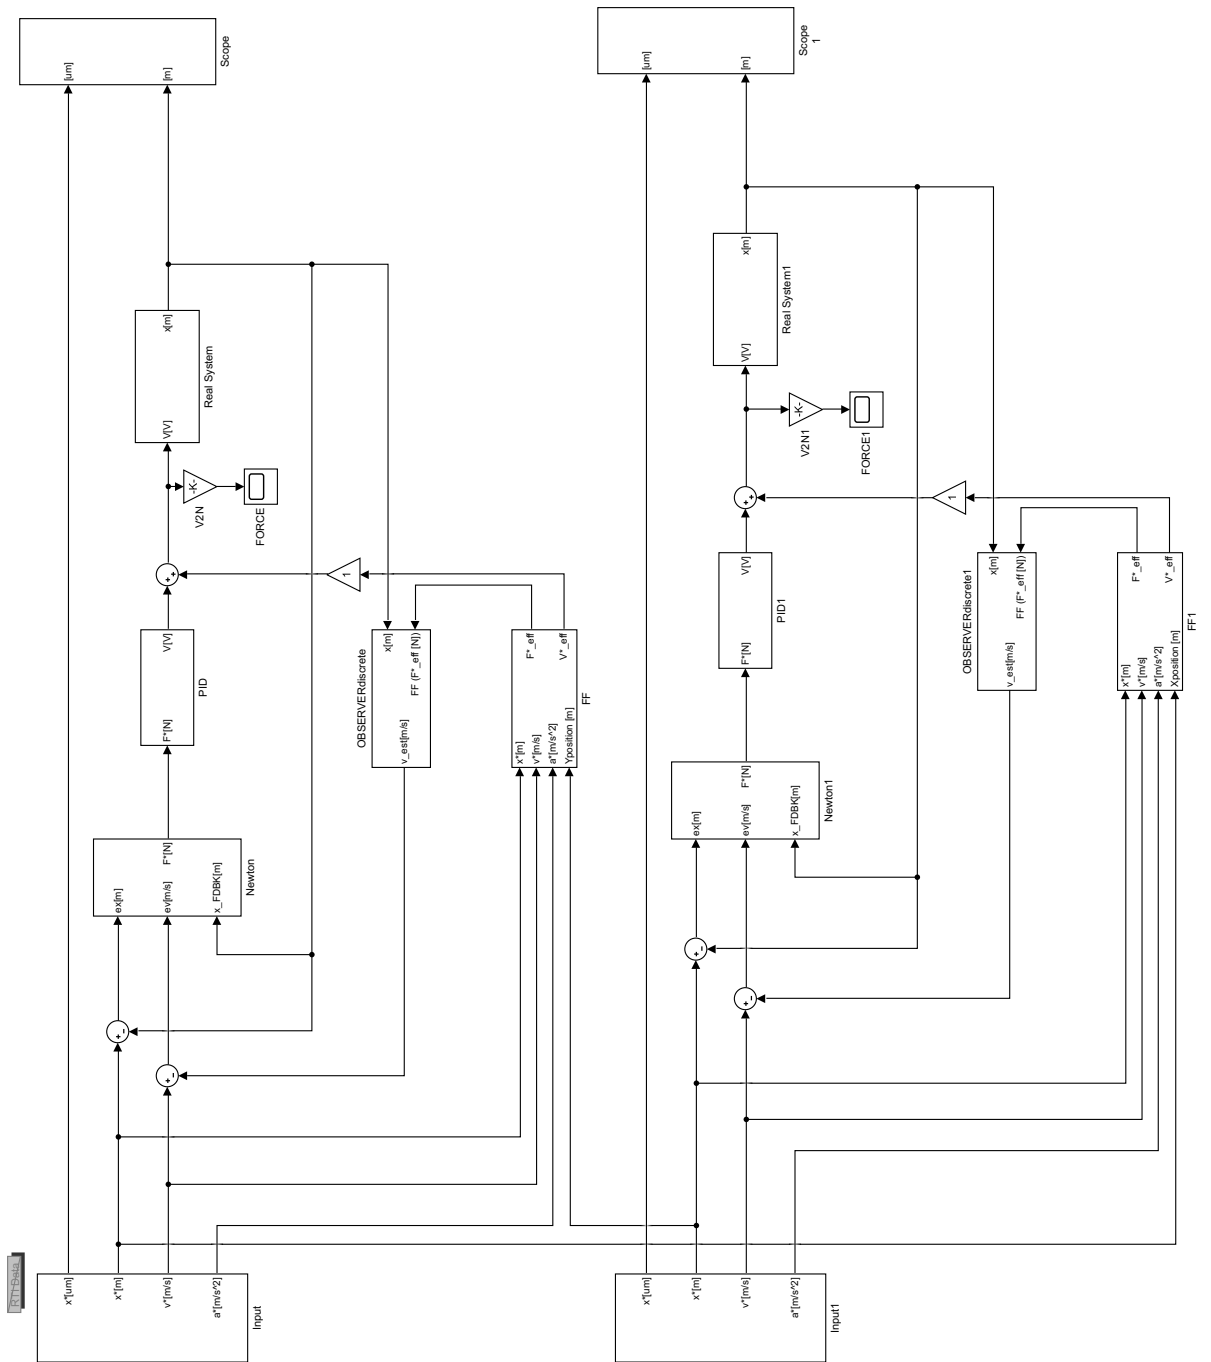 RTI Data
x*[um]
x*[m]
v*[m/s]
a*[m/s^2]
Input
+
-
+
-
ex[m]
ev[m/s]
x_FDBK[m]
F*[N]
Newton
F*[N]
V[V]
PID
+
+
1
-K-
V2N
FORCE
V[V]
x[m]
Real System
x[m]
FF (F*_eff [N])
v_est[m/s]
OBSERVERdiscrete
x*[m]
v*[m/s]
a*[m/s^2]
Yposition [m]
F*_eff
V*_eff
FF
[um]
[m]
Scope
x*[um]
x*[m]
v*[m/s]
a*[m/s^2]
Input1
+
-
+
-
ex[m]
ev[m/s]
x_FDBK[m]
F*[N]
Newton1
F*[N]
V[V]
PID1
+
+
1
-K-
V2N1
FORCE1
V[V]
x[m]
Real System1
x[m]
FF (F*_eff [N])
v_est[m/s]
OBSERVERdiscrete1
x*[m]
v*[m/s]
a*[m/s^2]
Xposition [m]
F*_eff
V*_eff
FF1
[um]
[m]
Scope
1